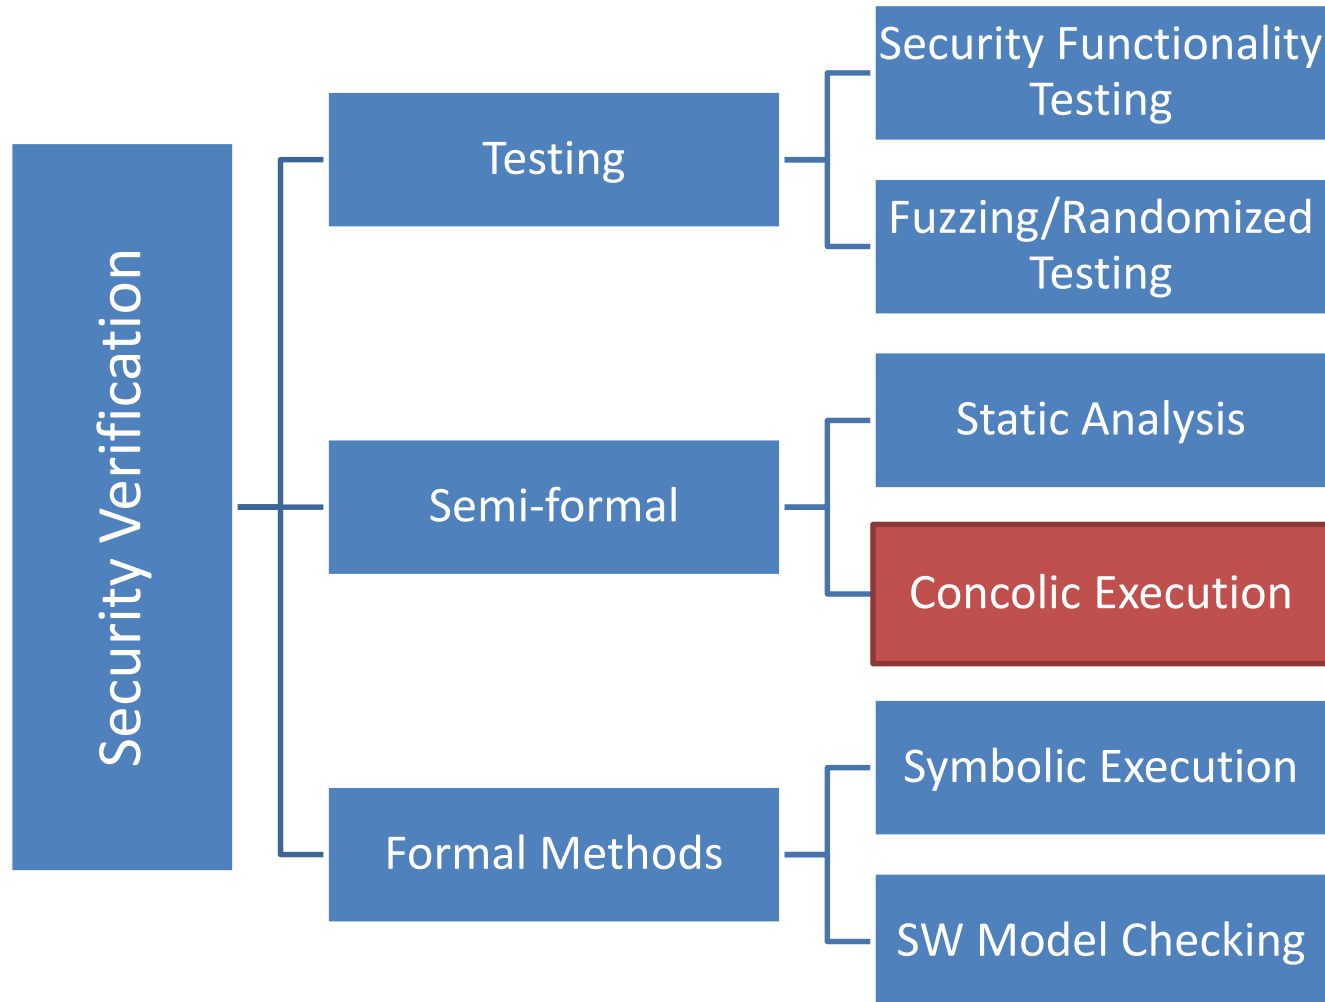 Security Verification
Testing
Security Functionality
Testing
Fuzzing/Randomized
Testing
Semi-formal
Static Analysis
Concolic Execution
Formal Methods
Symbolic Execution
SW Model Checking